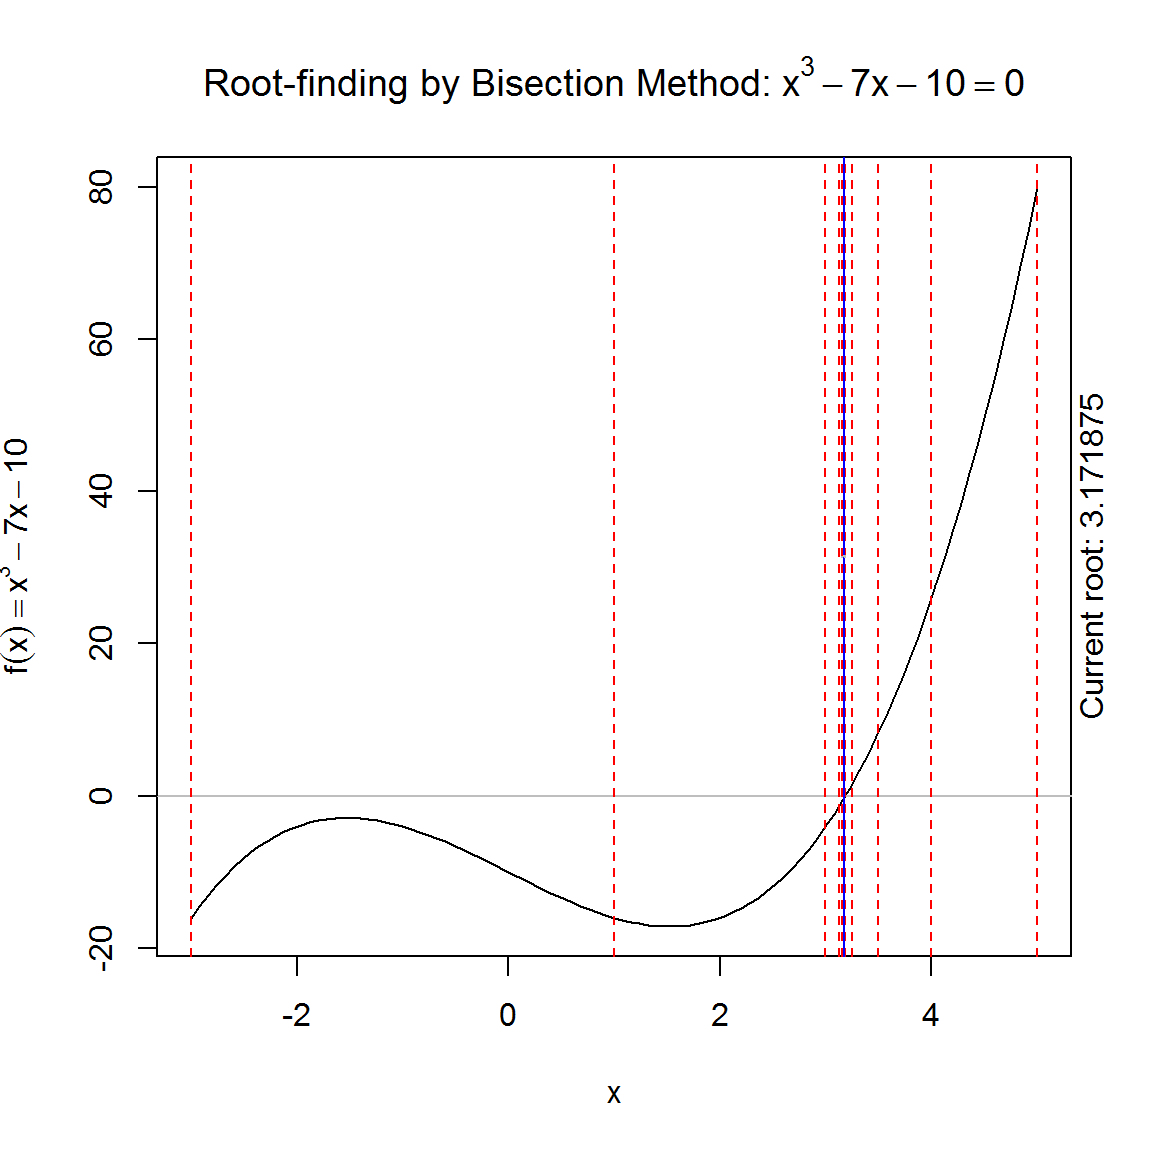 Root-finding by Bisection Method: x³ − 7x − 10 = 0
f(x) = x³ − 7x − 10
80
60
40
20
0
-20
Current root: 3.171875
-2 0 2 4
x